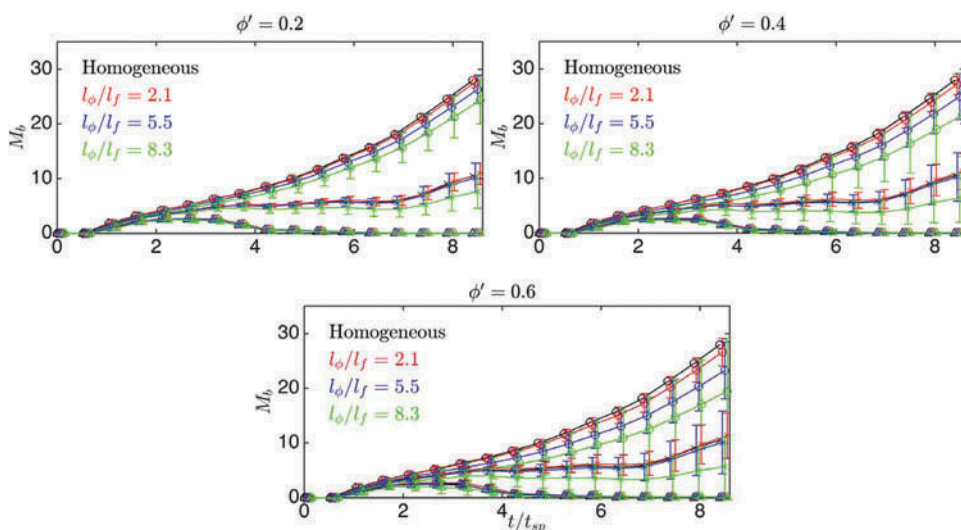 ϕ′ = 0.2
30
20
10
0
M_b
Homogeneous
l_ϕ/l_f = 2.1
l_ϕ/l_f = 5.5
l_ϕ/l_f = 8.3
0 2 4 6 8
ϕ′ = 0.4
30
20
10
0
M_b
Homogeneous
l_ϕ/l_f = 2.1
l_ϕ/l_f = 5.5
l_ϕ/l_f = 8.3
0 2 4 6 8
ϕ′ = 0.6
30
20
10
0
M_b
Homogeneous
l_ϕ/l_f = 2.1
l_ϕ/l_f = 5.5
l_ϕ/l_f = 8.3
0 2 4 6 8
t/t_sp